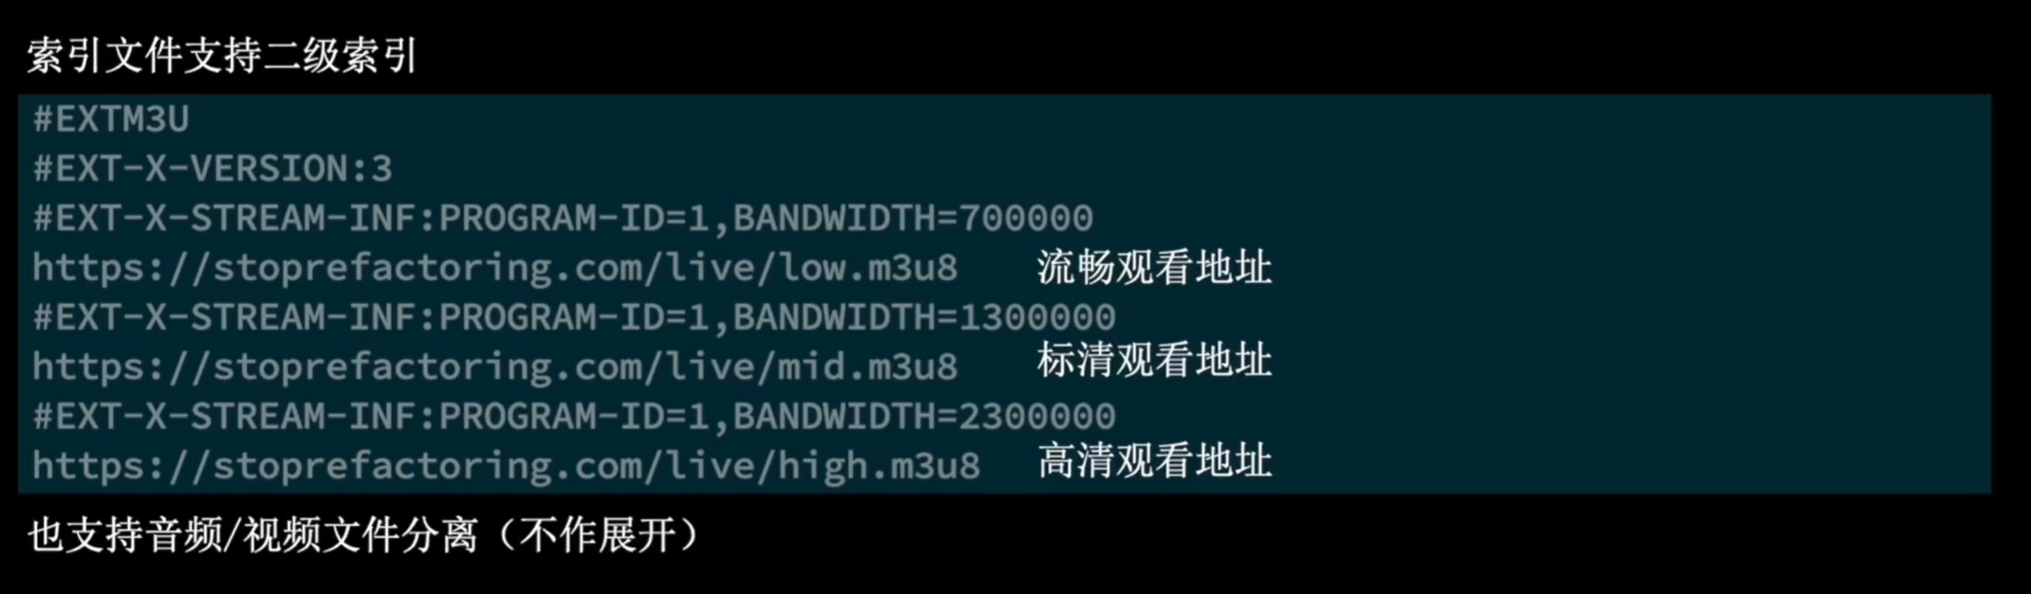 索引文件支持二级索引
#EXTM3U
#EXT-X-VERSION:3
#EXT-X-STREAM-INF:PROGRAM-ID=1,BANDWIDTH=700000
https://stoprefactoring.com/live/low.m3u8 流畅观看地址
#EXT-X-STREAM-INF:PROGRAM-ID=1,BANDWIDTH=1300000
https://stoprefactoring.com/live/mid.m3u8 标清观看地址
#EXT-X-STREAM-INF:PROGRAM-ID=1,BANDWIDTH=2300000
https://stoprefactoring.com/live/high.m3u8 高清观看地址
也支持音频/视频文件分离（不作展开）